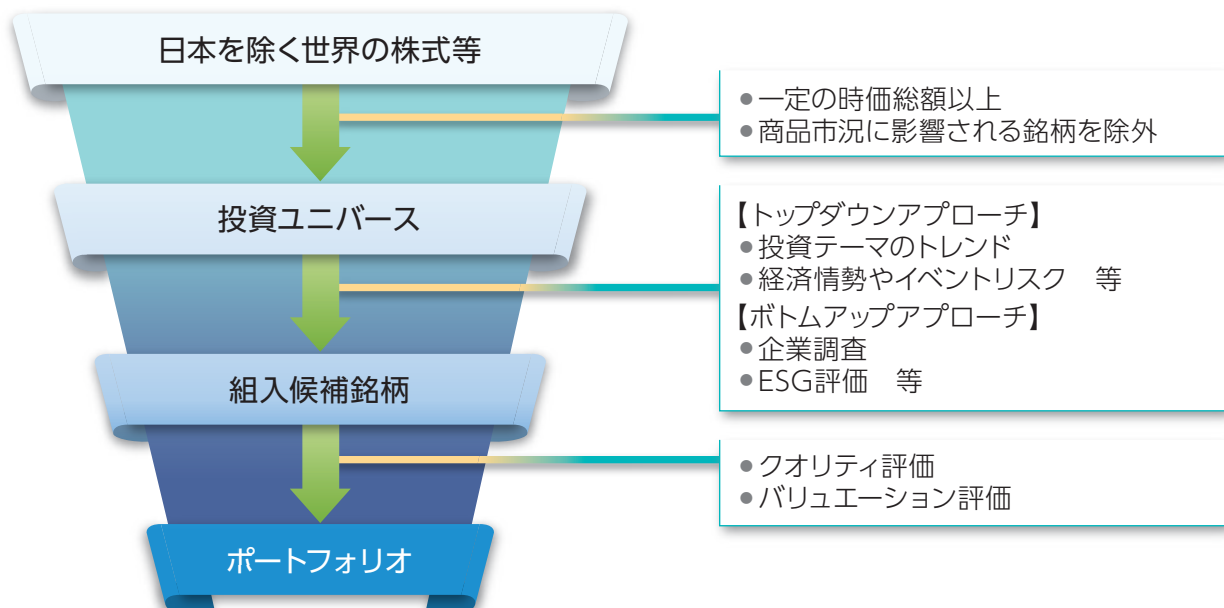 日本を除く世界の株式等
●一定の時価総額以上
●商品市況に影響される銘柄を除外
投資ユニバース
【トップダウンアプローチ】
●投資テーマのトレンド
●経済情勢やイベントリスク　等
【ボトムアップアプローチ】
●企業調査
●ESG評価　等
組入候補銘柄
●クオリティ評価
●バリュエーション評価
ポートフォリオ